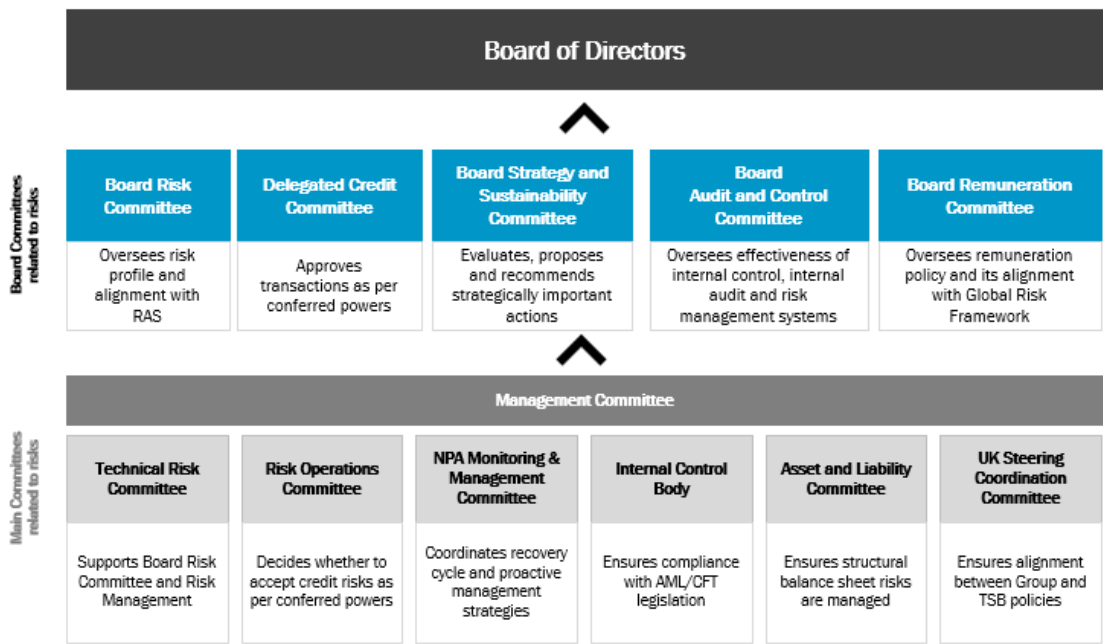 Board of Directors
Board Committees
related to risks
Board Risk
Committee
Oversees risk
profile and
alignment with
RAS
Delegated Credit
Committee
Approves
transactions as per
conferred powers
Board Strategy and
Sustainability
Committee
Evaluates, proposes
and recommends
strategically important
actions
Board
Audit and Control
Committee
Oversees effectiveness of
internal control, internal
audit and risk
management systems
Board Remuneration
Committee
Oversees remuneration
policy and its alignment
with Global Risk
Framework
Management Committee
Main Committees
related to risks
Technical Risk
Committee
Supports Board Risk
Committee and Risk
Management
Risk Operations
Committee
Decides whether to
accept credit risks as
per conferred powers
NPA Monitoring &
Management
Committee
Coordinates recovery
cycle and proactive
management
strategies
Internal Control
Body
Ensures compliance
with AML/CFT
legislation
Asset and Liability
Committee
Ensures structural
balance sheet risks
are managed
UK Steering
Coordination
Committee
Ensures alignment
between Group and
TSB policies